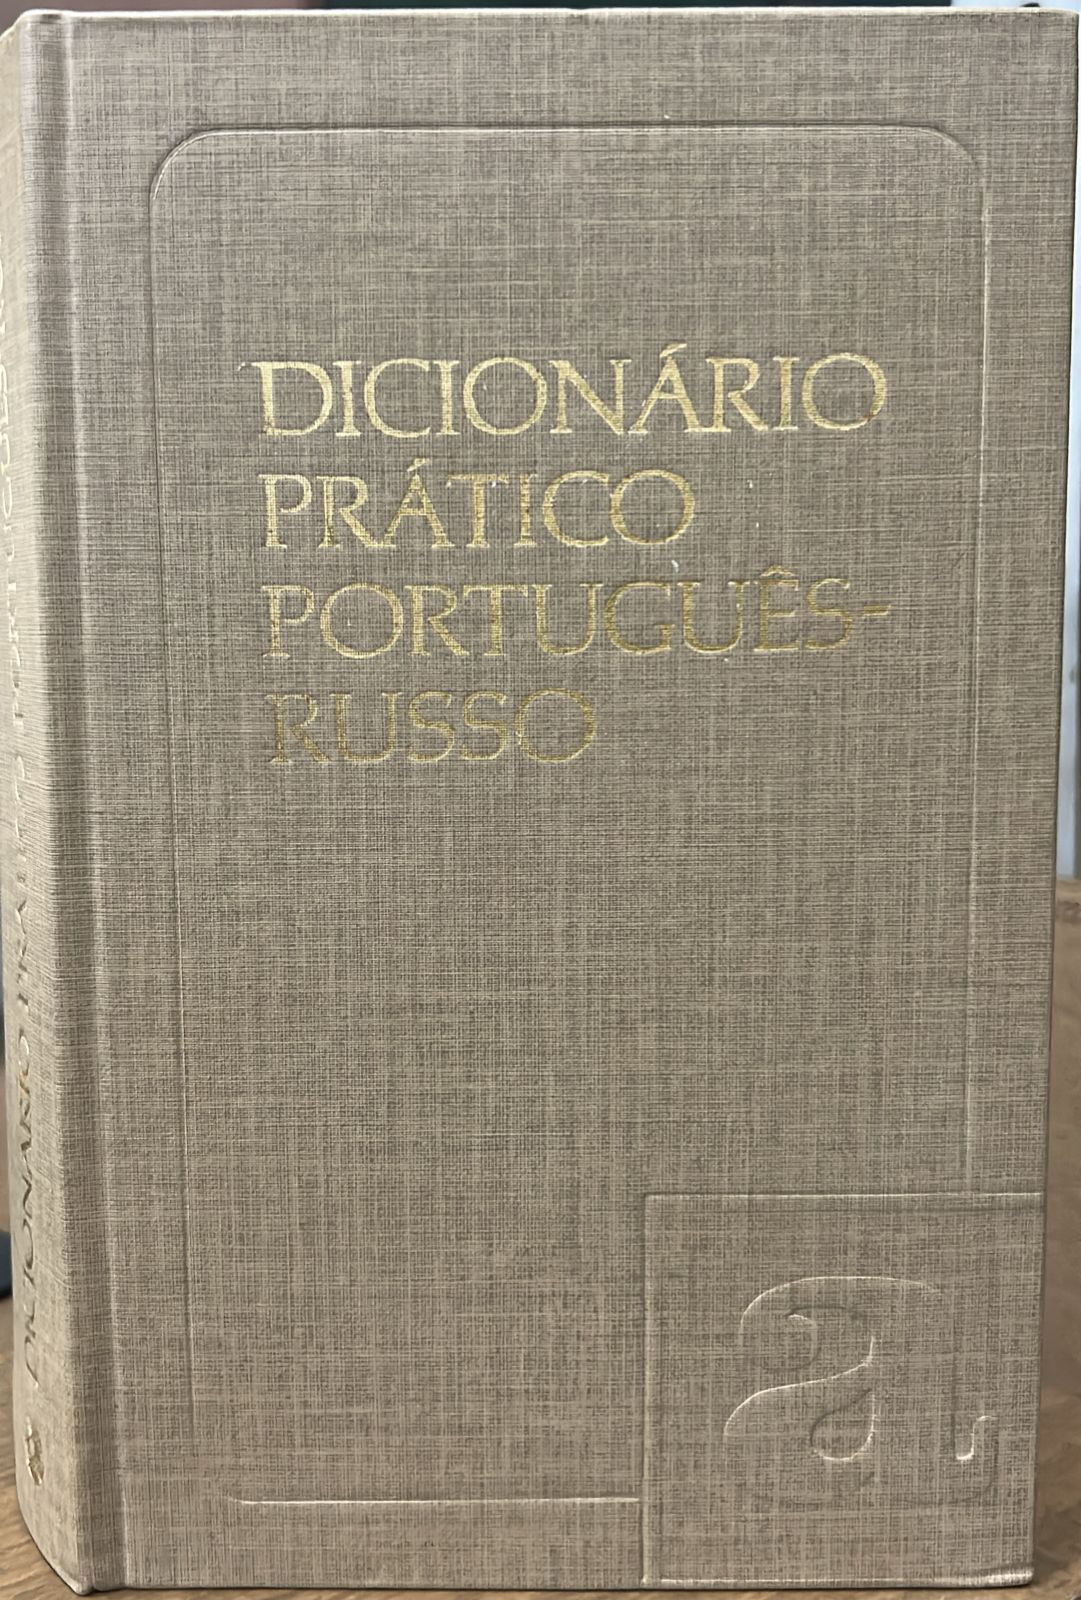 DICIONÁRIO
PRÁTICO
PORTUGUÊS-
RUSSO
a